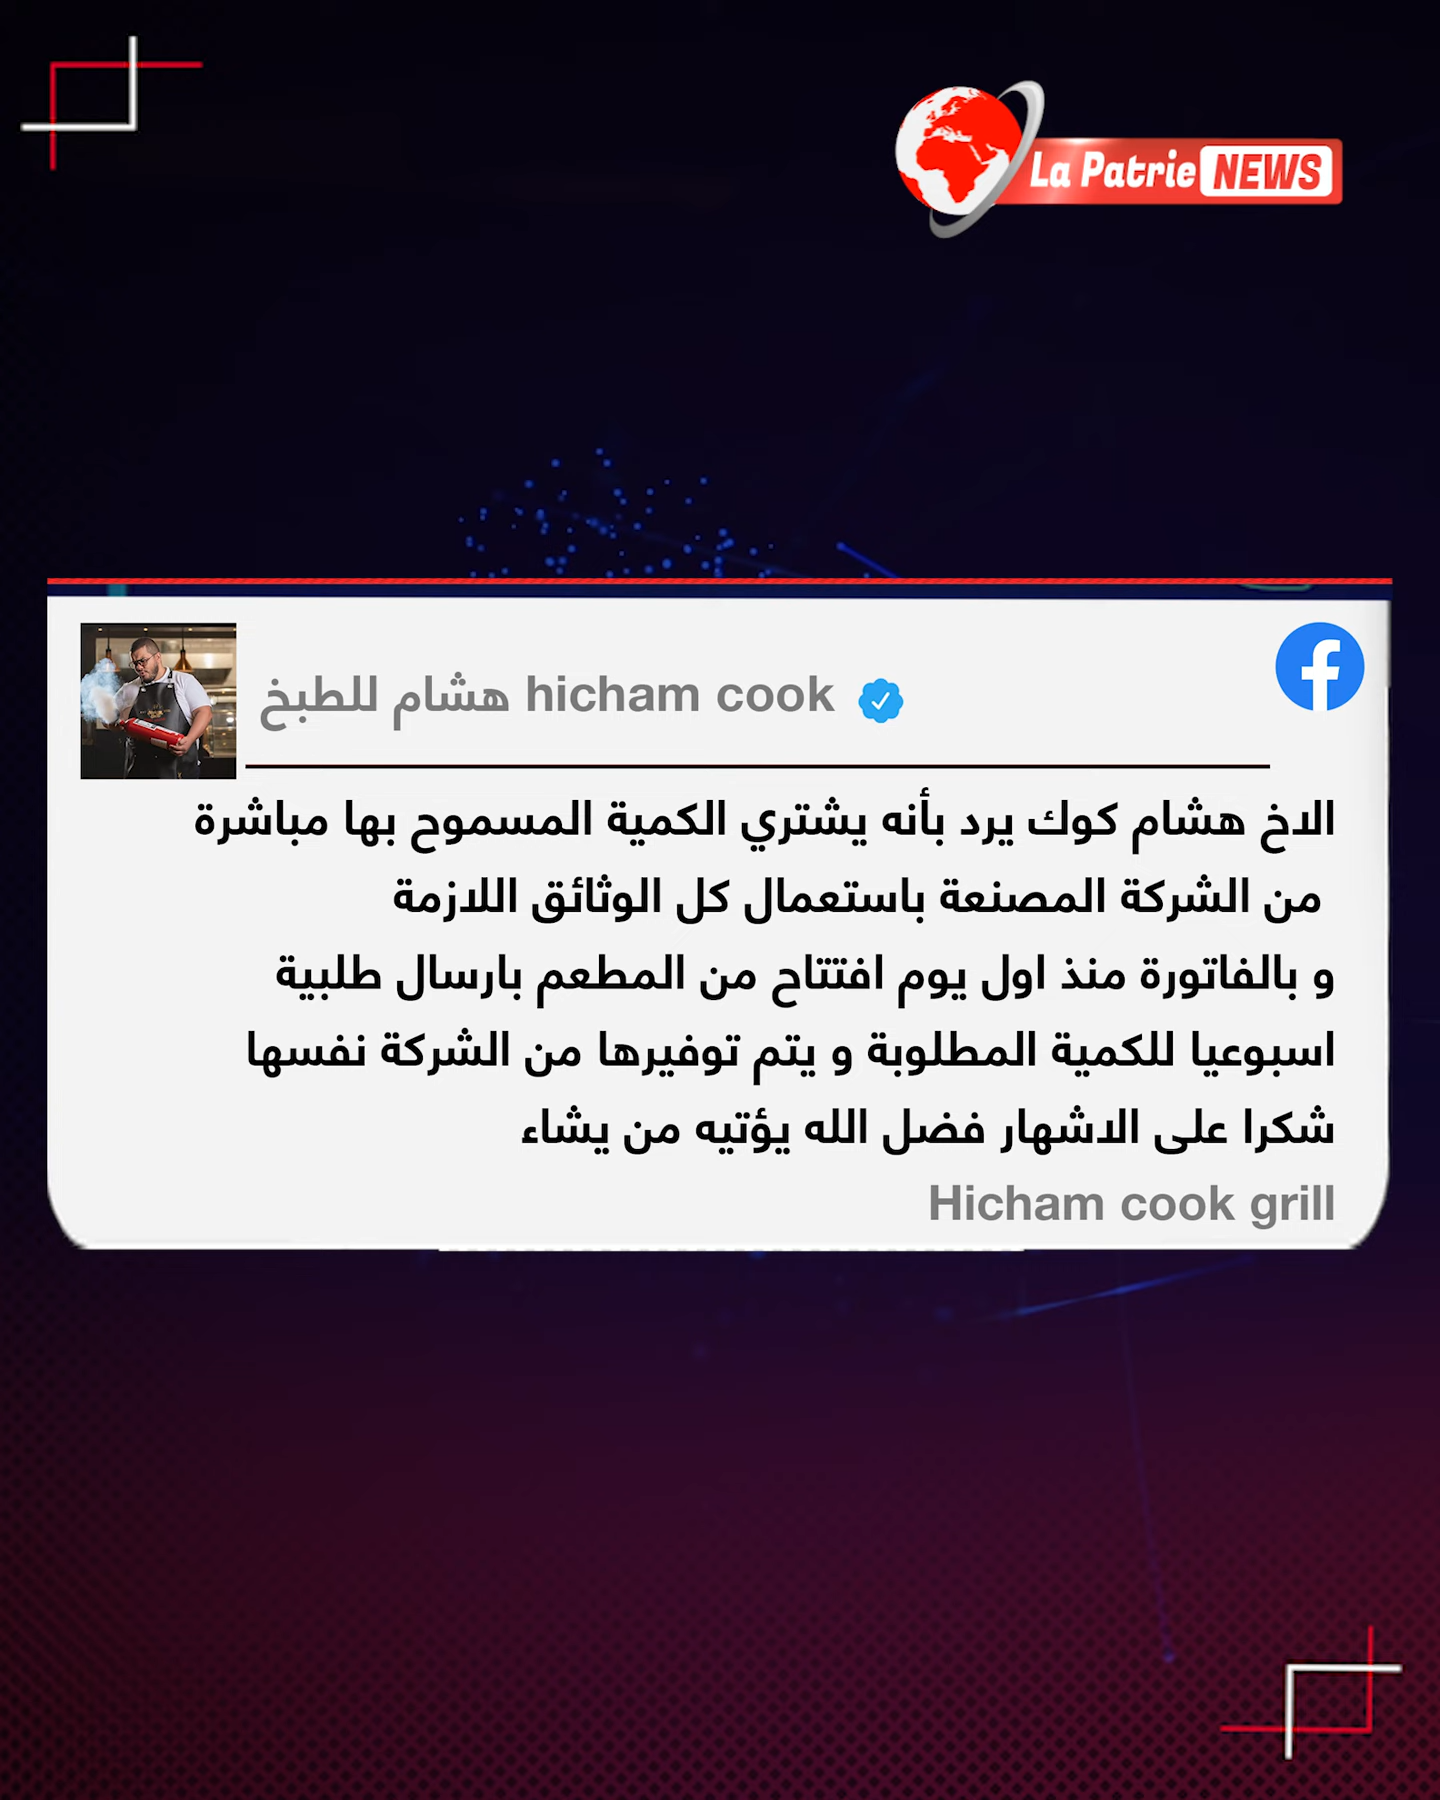 La Patrie NEWS
hicham cook هشام للطبخ
الاخ هشام كوك يرد بأنه يشتري الكمية المسموح بها مباشرة
من الشركة المصنعة باستعمال كل الوثائق اللازمة
و بالفاتورة منذ اول يوم افتتاح من المطعم بارسال طلبية
اسبوعيا للكمية المطلوبة و يتم توفيرها من الشركة نفسها
شكرا على الاشهار فضل الله يؤتيه من يشاء
Hicham cook grill